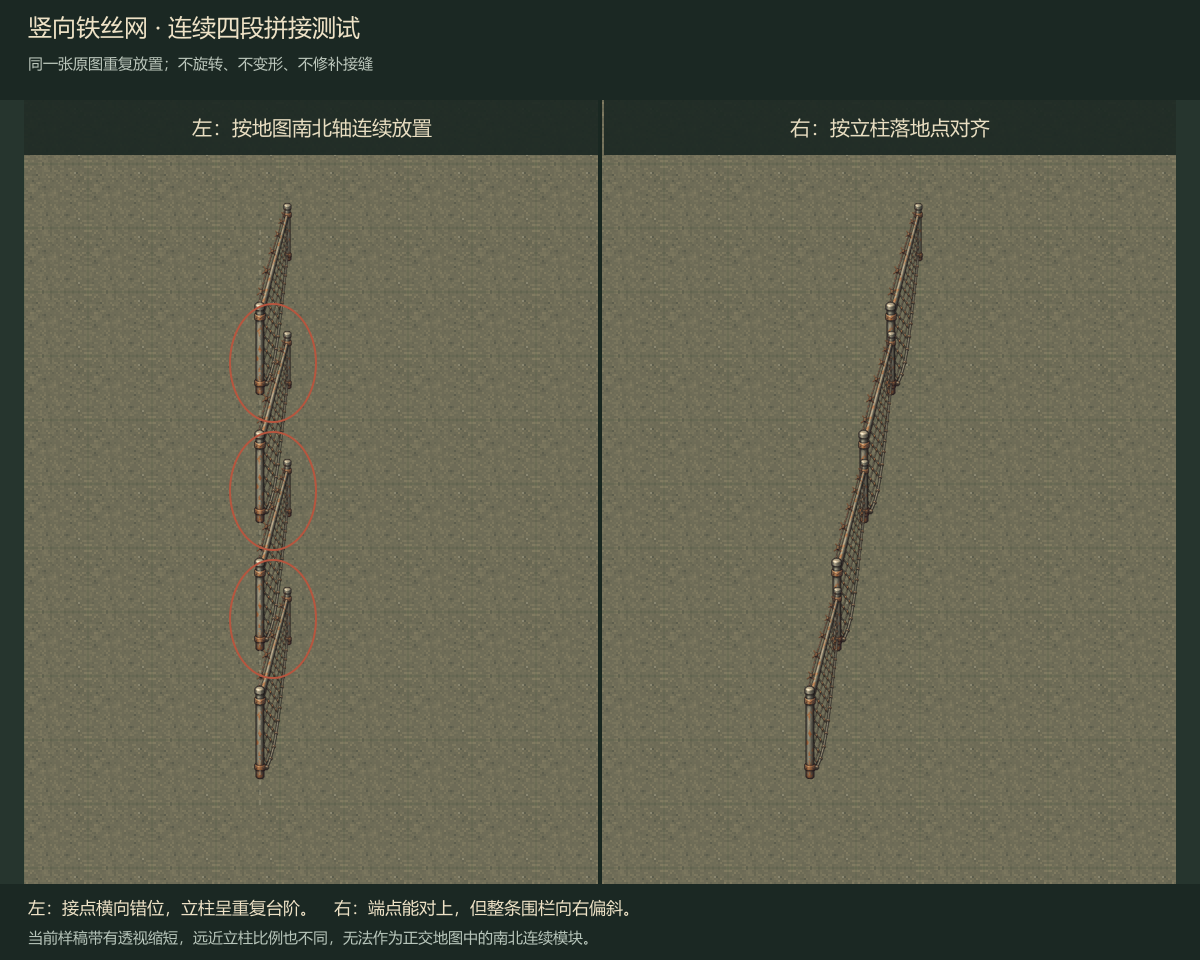 竖向铁丝网 · 连续四段拼接测试
同一张原图重复放置；不旋转、不变形、不修补接缝
左：按地图南北轴连续放置
右：按立柱落地点对齐
左：接点横向错位，立柱呈重复台阶。 右：端点能对上，但整条围栏向右偏斜。
当前样稿带有透视缩短，远近立柱比例也不同，无法作为正交地图中的南北连续模块。